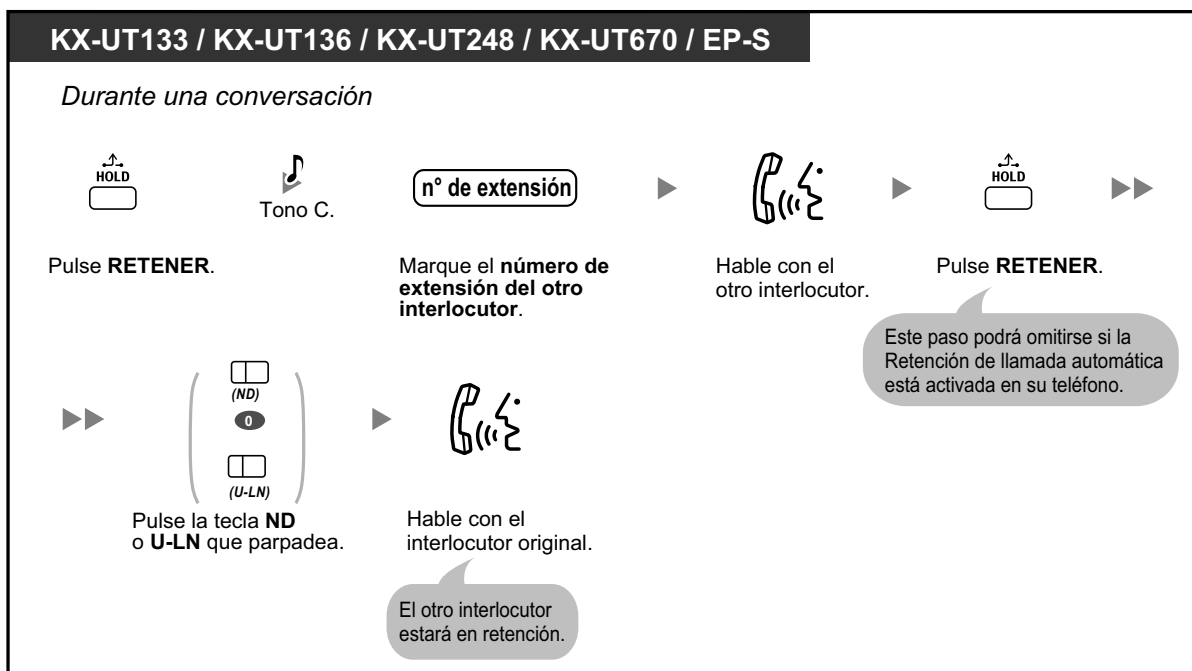 KX-UT133 / KX-UT136 / KX-UT248 / KX-UT670 / EP-S
Durante una conversación
HOLD
Tono C.
n° de extensión
HOLD
Pulse RETENER.
Marque el número de
extensión del otro
interlocutor.
Hable con el
otro interlocutor.
Pulse RETENER.
Este paso podrá omitirse si la
Retención de llamada automática
está activada en su teléfono.
(ND)
O
(U-LN)
Pulse la tecla ND
o U-LN que parpadea.
Hable con el
interlocutor original.
El otro interlocutor
estará en retención.